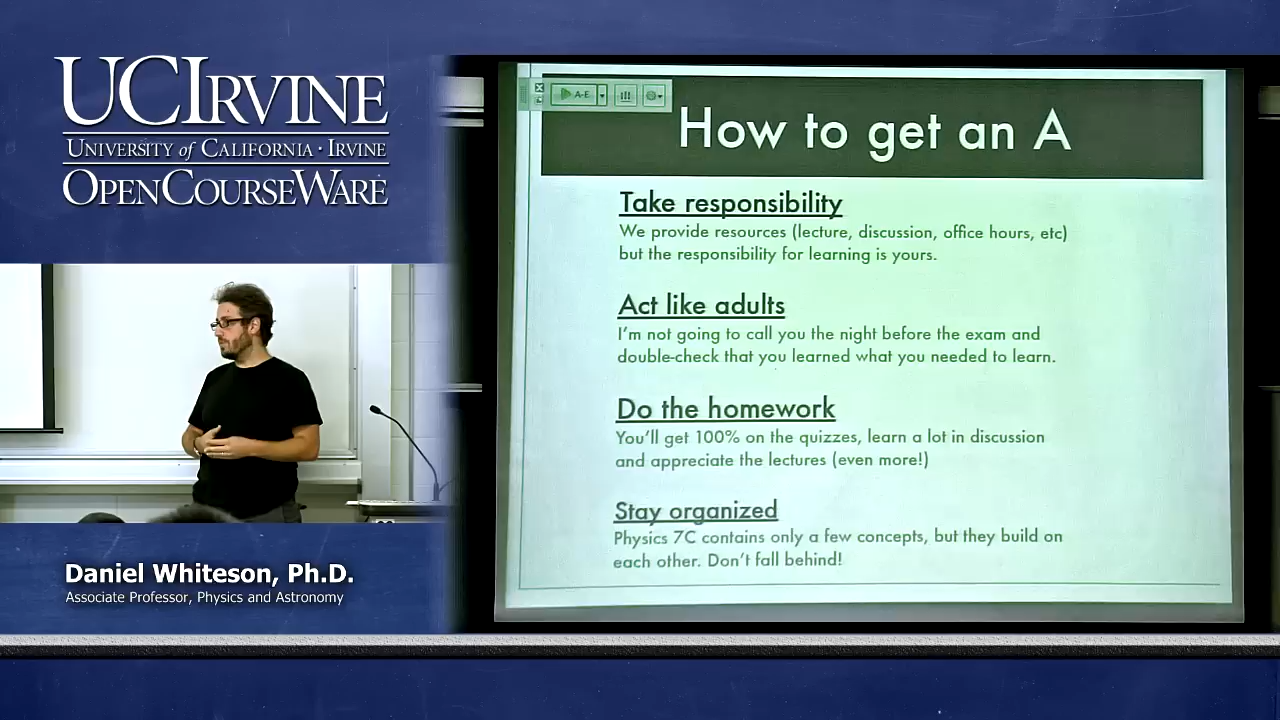 UCIRVINE
UNIVERSITY of CALIFORNIA · IRVINE
OPENCOURSEWARE
Daniel Whiteson, Ph.D.
Associate Professor, Physics and Astronomy
A-E
How to get an A
Take responsibility
We provide resources (lecture, discussion, office hours, etc)
but the responsibility for learning is yours.
Act like adults
I'm not going to call you the night before the exam and
double-check that you learned what you needed to learn.
Do the homework
You'll get 100% on the quizzes, learn a lot in discussion
and appreciate the lectures (even more!)
Stay organized
Physics 7C contains only a few concepts, but they build on
each other. Don't fall behind!